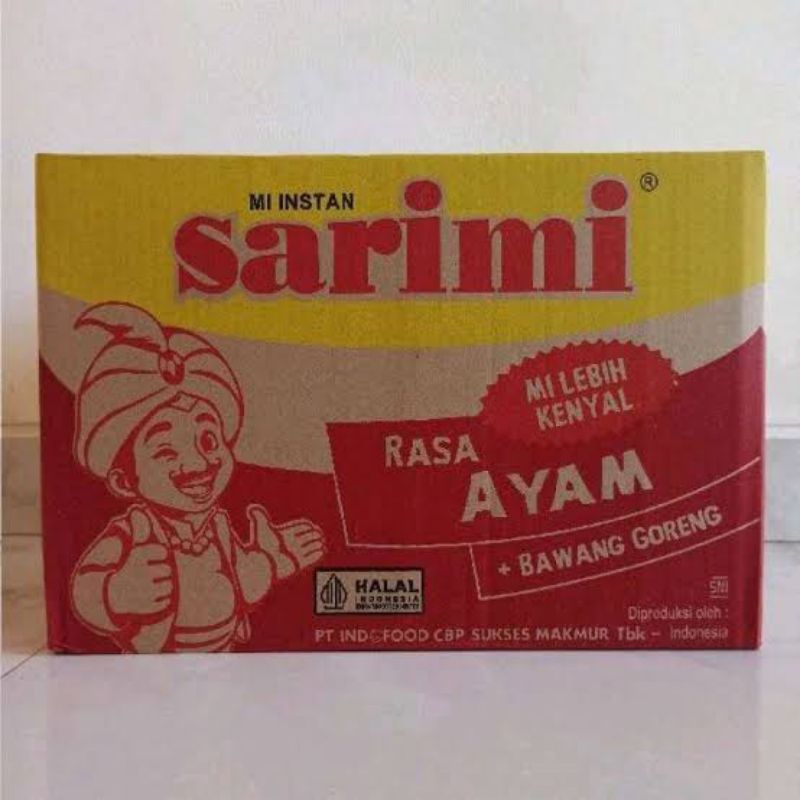 MI INSTAN
sarimi®
MI LEBIH
KENYAL
RASA
AYAM
+ BAWANG GORENG
HALAL
INDONESIA
SNI
Diproduksi oleh :
PT INDOFOOD CBP SUKSES MAKMUR Tbk – Indonesia